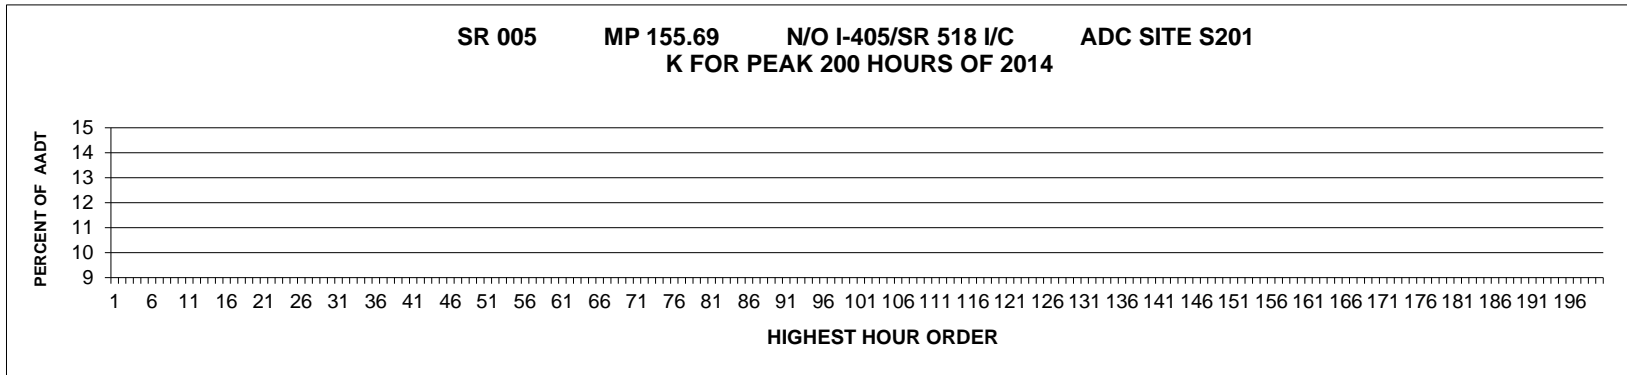 SR 005 MP 155.69 N/O I-405/SR 518 I/C ADC SITE S201
K FOR PEAK 200 HOURS OF 2014
PERCENT OF AADT
15
14
13
12
11
10
9
1 6 11 16 21 26 31 36 41 46 51 56 61 66 71 76 81 86 91 96 101 106 111 116 121 126 131 136 141 146 151 156 161 166 171 176 181 186 191 196
HIGHEST HOUR ORDER